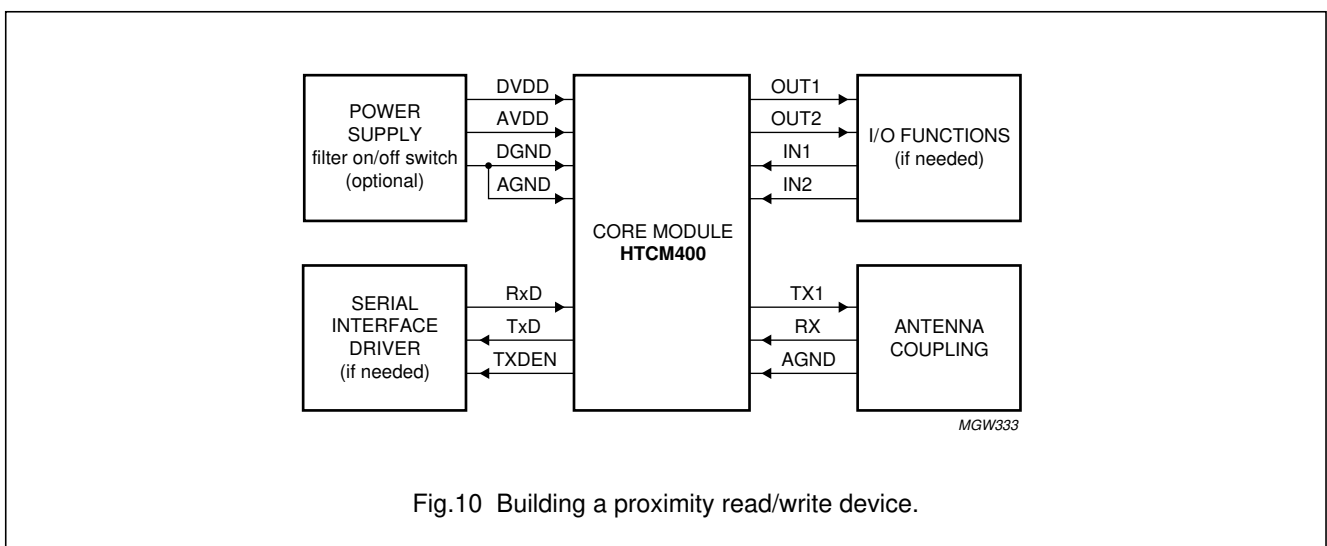 POWER
SUPPLY
filter on/off switch
(optional)
DVDD
AVDD
DGND
AGND
CORE MODULE
HTCM400
OUT1
OUT2
IN1
IN2
I/O FUNCTIONS
(if needed)
SERIAL
INTERFACE
DRIVER
(if needed)
RxD
TxD
TXDEN
TX1
RX
AGND
ANTENNA
COUPLING
MGW333
Fig.10 Building a proximity read/write device.